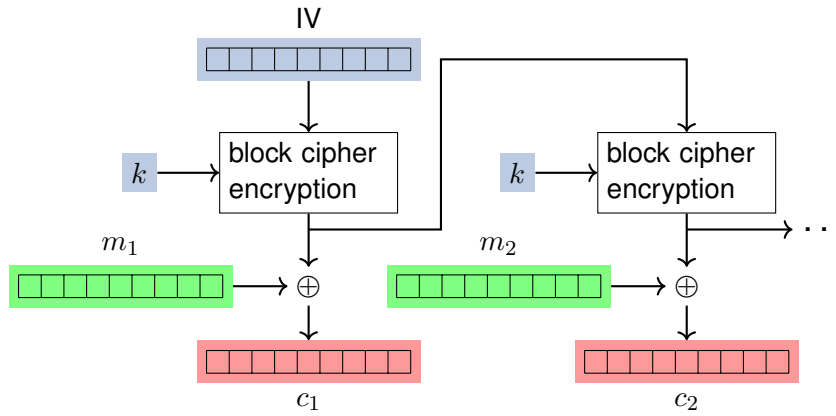 IV
k
block cipher
encryption
k
block cipher
encryption
m₁
m₂
⊕
⊕
c₁
c₂